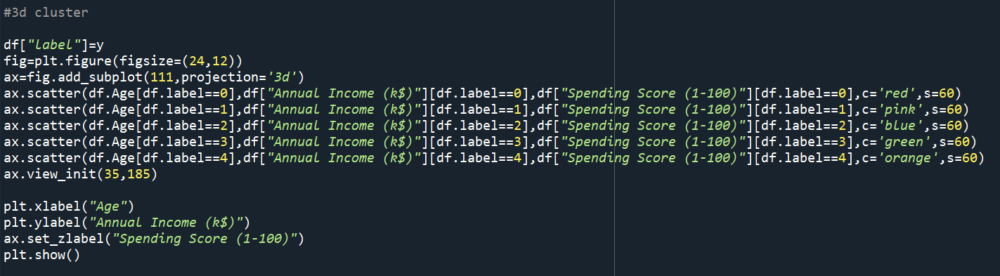 #3d cluster
df["label"]=y
fig=plt.figure(figsize=(24,12))
ax=fig.add_subplot(111,projection='3d')
ax.scatter(df.Age[df.label==0],df["Annual Income (k$)"][df.label==0],df["Spending Score (1-100)"][df.label==0],c='red',s=60)
ax.scatter(df.Age[df.label==1],df["Annual Income (k$)"][df.label==1],df["Spending Score (1-100)"][df.label==1],c='pink',s=60)
ax.scatter(df.Age[df.label==2],df["Annual Income (k$)"][df.label==2],df["Spending Score (1-100)"][df.label==2],c='blue',s=60)
ax.scatter(df.Age[df.label==3],df["Annual Income (k$)"][df.label==3],df["Spending Score (1-100)"][df.label==3],c='green',s=60)
ax.scatter(df.Age[df.label==4],df["Annual Income (k$)"][df.label==4],df["Spending Score (1-100)"][df.label==4],c='orange',s=60)
ax.view_init(35,185)
plt.xlabel("Age")
plt.ylabel("Annual Income (k$)")
ax.set_zlabel("Spending Score (1-100)")
plt.show()